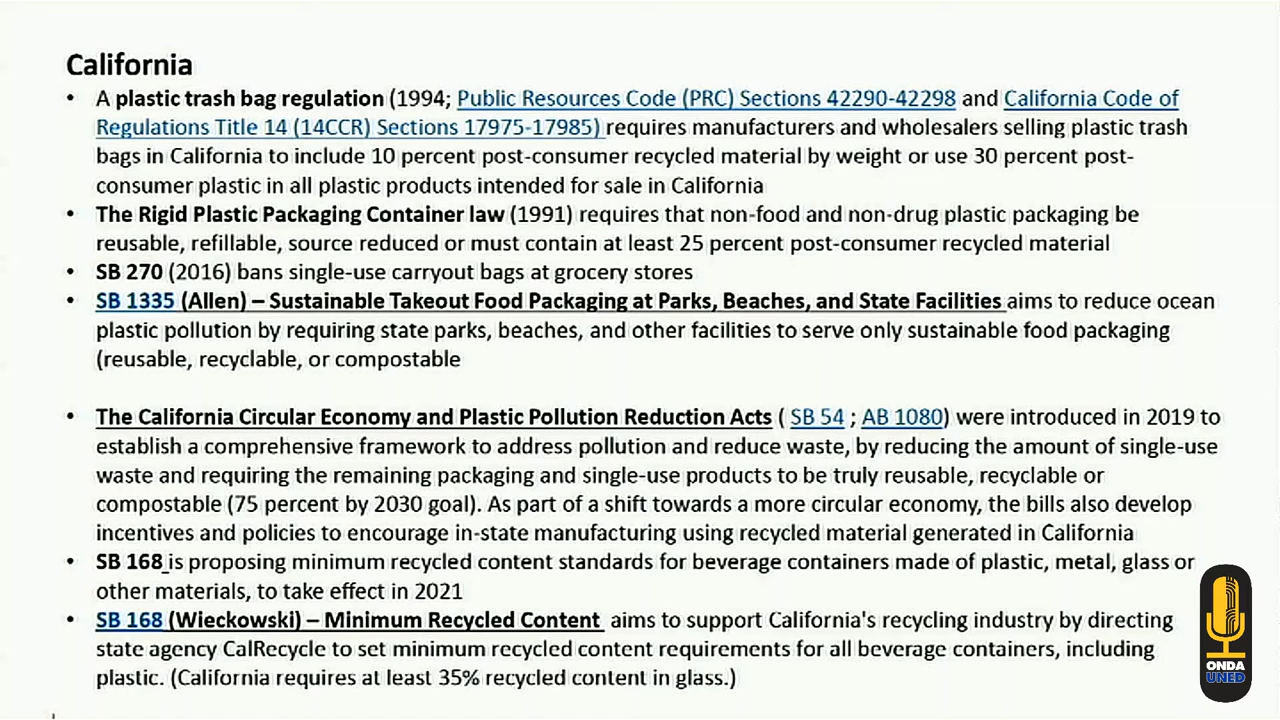 California
• A plastic trash bag regulation (1994; Public Resources Code (PRC) Sections 42290-42298 and California Code of
Regulations Title 14 (14CCR) Sections 17975-17985) requires manufacturers and wholesalers selling plastic trash
bags in California to include 10 percent post-consumer recycled material by weight or use 30 percent post-
consumer plastic in all plastic products intended for sale in California
• The Rigid Plastic Packaging Container law (1991) requires that non-food and non-drug plastic packaging be
reusable, refillable, source reduced or must contain at least 25 percent post-consumer recycled material
• SB 270 (2016) bans single-use carryout bags at grocery stores
• SB 1335 (Allen) – Sustainable Takeout Food Packaging at Parks, Beaches, and State Facilities aims to reduce ocean
plastic pollution by requiring state parks, beaches, and other facilities to serve only sustainable food packaging
(reusable, recyclable, or compostable
• The California Circular Economy and Plastic Pollution Reduction Acts ( SB 54 ; AB 1080) were introduced in 2019 to
establish a comprehensive framework to address pollution and reduce waste, by reducing the amount of single-use
waste and requiring the remaining packaging and single-use products to be truly reusable, recyclable or
compostable (75 percent by 2030 goal). As part of a shift towards a more circular economy, the bills also develop
incentives and policies to encourage in-state manufacturing using recycled material generated in California
• SB 168 is proposing minimum recycled content standards for beverage containers made of plastic, metal, glass or
other materials, to take effect in 2021
• SB 168 (Wieckowski) – Minimum Recycled Content aims to support California's recycling industry by directing
state agency CalRecycle to set minimum recycled content requirements for all beverage containers, including
plastic. (California requires at least 35% recycled content in glass.)
ONDA
UNED